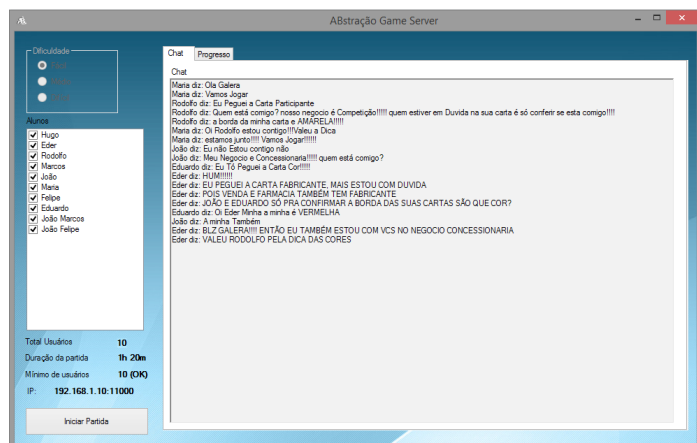 ABstração Game Server
Dificuldade
Alunos
Hugo
Eder
Rodolfo
Marcos
João
Maria
Felipe
Eduardo
João Marcos
João Felipe
Total Usuários 10
Duração da partida 1h 20m
Mínimo de usuários 10 (OK)
IP: 192.168.1.10:11000
Iniciar Partida
Chat Progresso
Chat
Maria diz: Ola Galera
Maria diz: Vamos Jogar
Rodolfo diz: Eu Peguei a Carta Participante
Rodolfo diz: Quem está comigo? nosso negocio é Competição!!!!! quem estiver em Duvida na sua carta é só conferir se esta comigo!!!!
Rodolfo diz: a borda da minha carta e AMARELA!!!!!
Maria diz: Oi Rodolfo estou contigo!!!Valeu a Dica
Maria diz: estamos junto!!!! Vamos Jogar!!!!!!
João diz: Eu não Estou contigo não
João diz: Meu Negocio e Concessionaria!!!!! quem está comigo?
Eduardo diz: Eu Tô Peguei a Carta Cor!!!!!
Eder diz: HUM!!!!!!
Eder diz: EU PEGUEI A CARTA FABRICANTE, MAIS ESTOU COM DUVIDA
Eder diz: POIS VENDA E FARMACIA TAMBÉM TEM FABRICANTE
Eder diz: JOÃO E EDUARDO SÓ PRA CONFIRMAR A BORDA DAS SUAS CARTAS SÃO QUE COR?
Eduardo diz: Oi Eder Minha a minha é VERMELHA
João diz: A minha Também
Eder diz: BLZ GALERA!!!! ENTÃO EU TAMBÉM ESTOU COM VCS NO NEGOCIO CONCESSIONARIA
Eder diz: VALEU RODOLFO PELA DICA DAS CORES